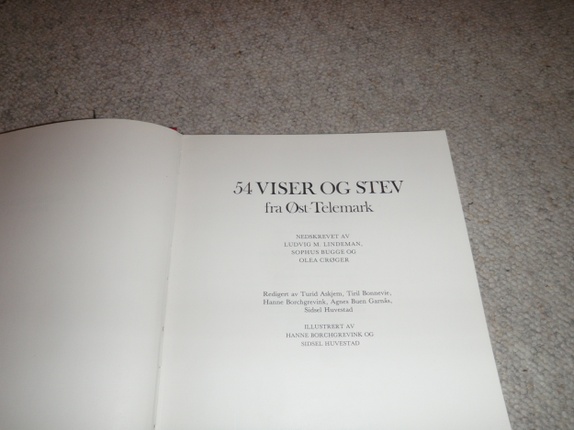 54 VISER OG STEV
fra Øst Telemark
NEDSKREVET AV
LUDVIG M. LINDEMAN,
SOPHUS BUGGE OG
OLEA CRØGER
Redigert av Turid Askjem, Tiril Bonnevie,
Hanne Borchgrevink, Agnes Buen Garnås,
Sidsel Huvestad
ILLUSTRERT AV
HANNE BORCHGREVINK OG
SIDSEL HUVESTAD